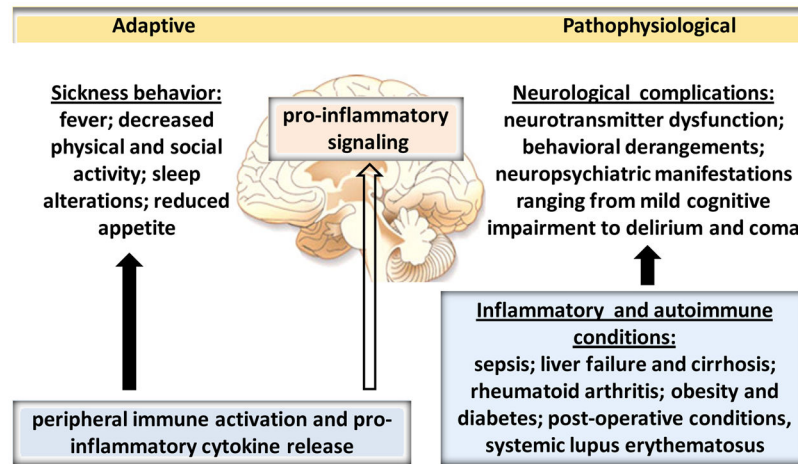 Adaptive
Pathophysiological
Sickness behavior:
fever; decreased
physical and social
activity; sleep
alterations; reduced
appetite
pro-inflammatory
signaling
Neurological complications:
neurotransmitter dysfunction;
behavioral derangements;
neuropsychiatric manifestations
ranging from mild cognitive
impairment to delirium and coma
peripheral immune activation and pro-
inflammatory cytokine release
Inflammatory and autoimmune
conditions:
sepsis; liver failure and cirrhosis;
rheumatoid arthritis; obesity and
diabetes; post-operative conditions,
systemic lupus erythematosus